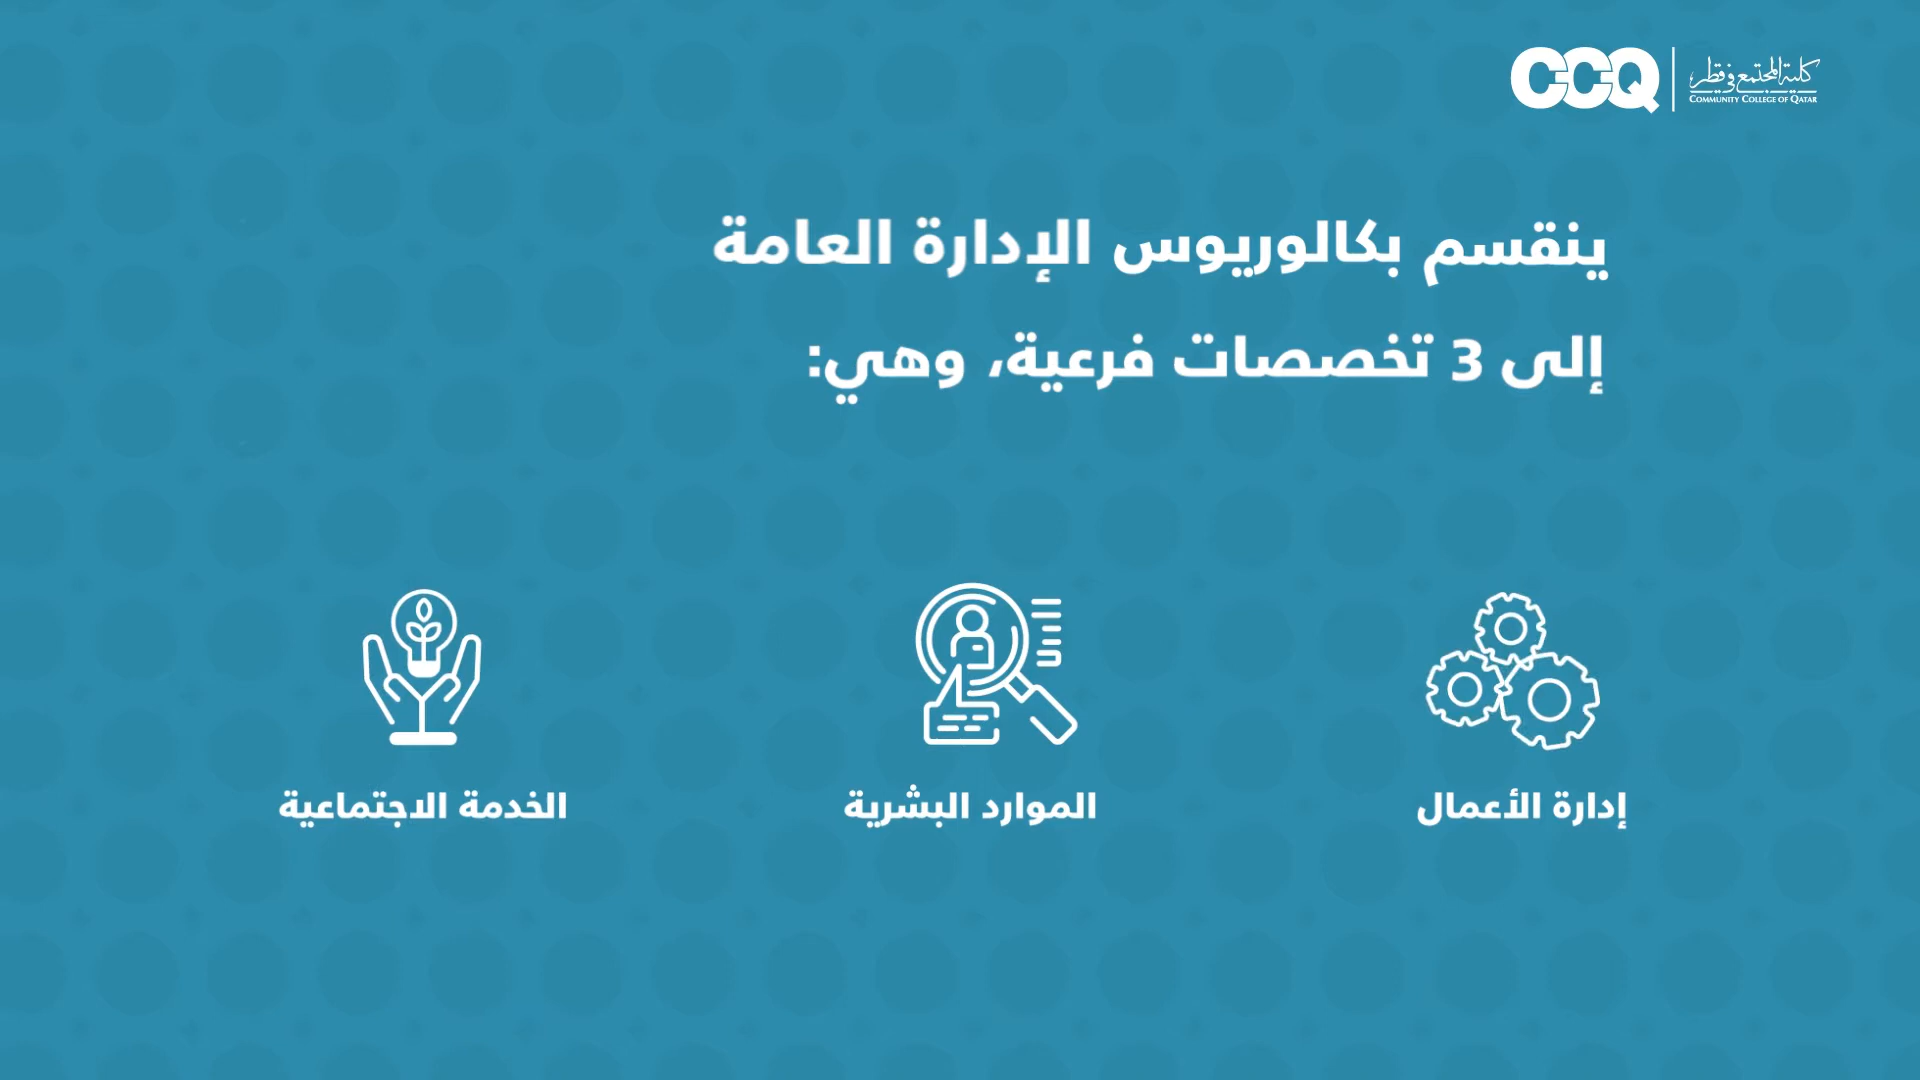 CCQ
كلية المجتمع في قطر
COMMUNITY COLLEGE OF QATAR
ينقسم بكالوريوس الإدارة العامة
إلى 3 تخصصات فرعية، وهي:
إدارة الأعمال
الموارد البشرية
الخدمة الاجتماعية